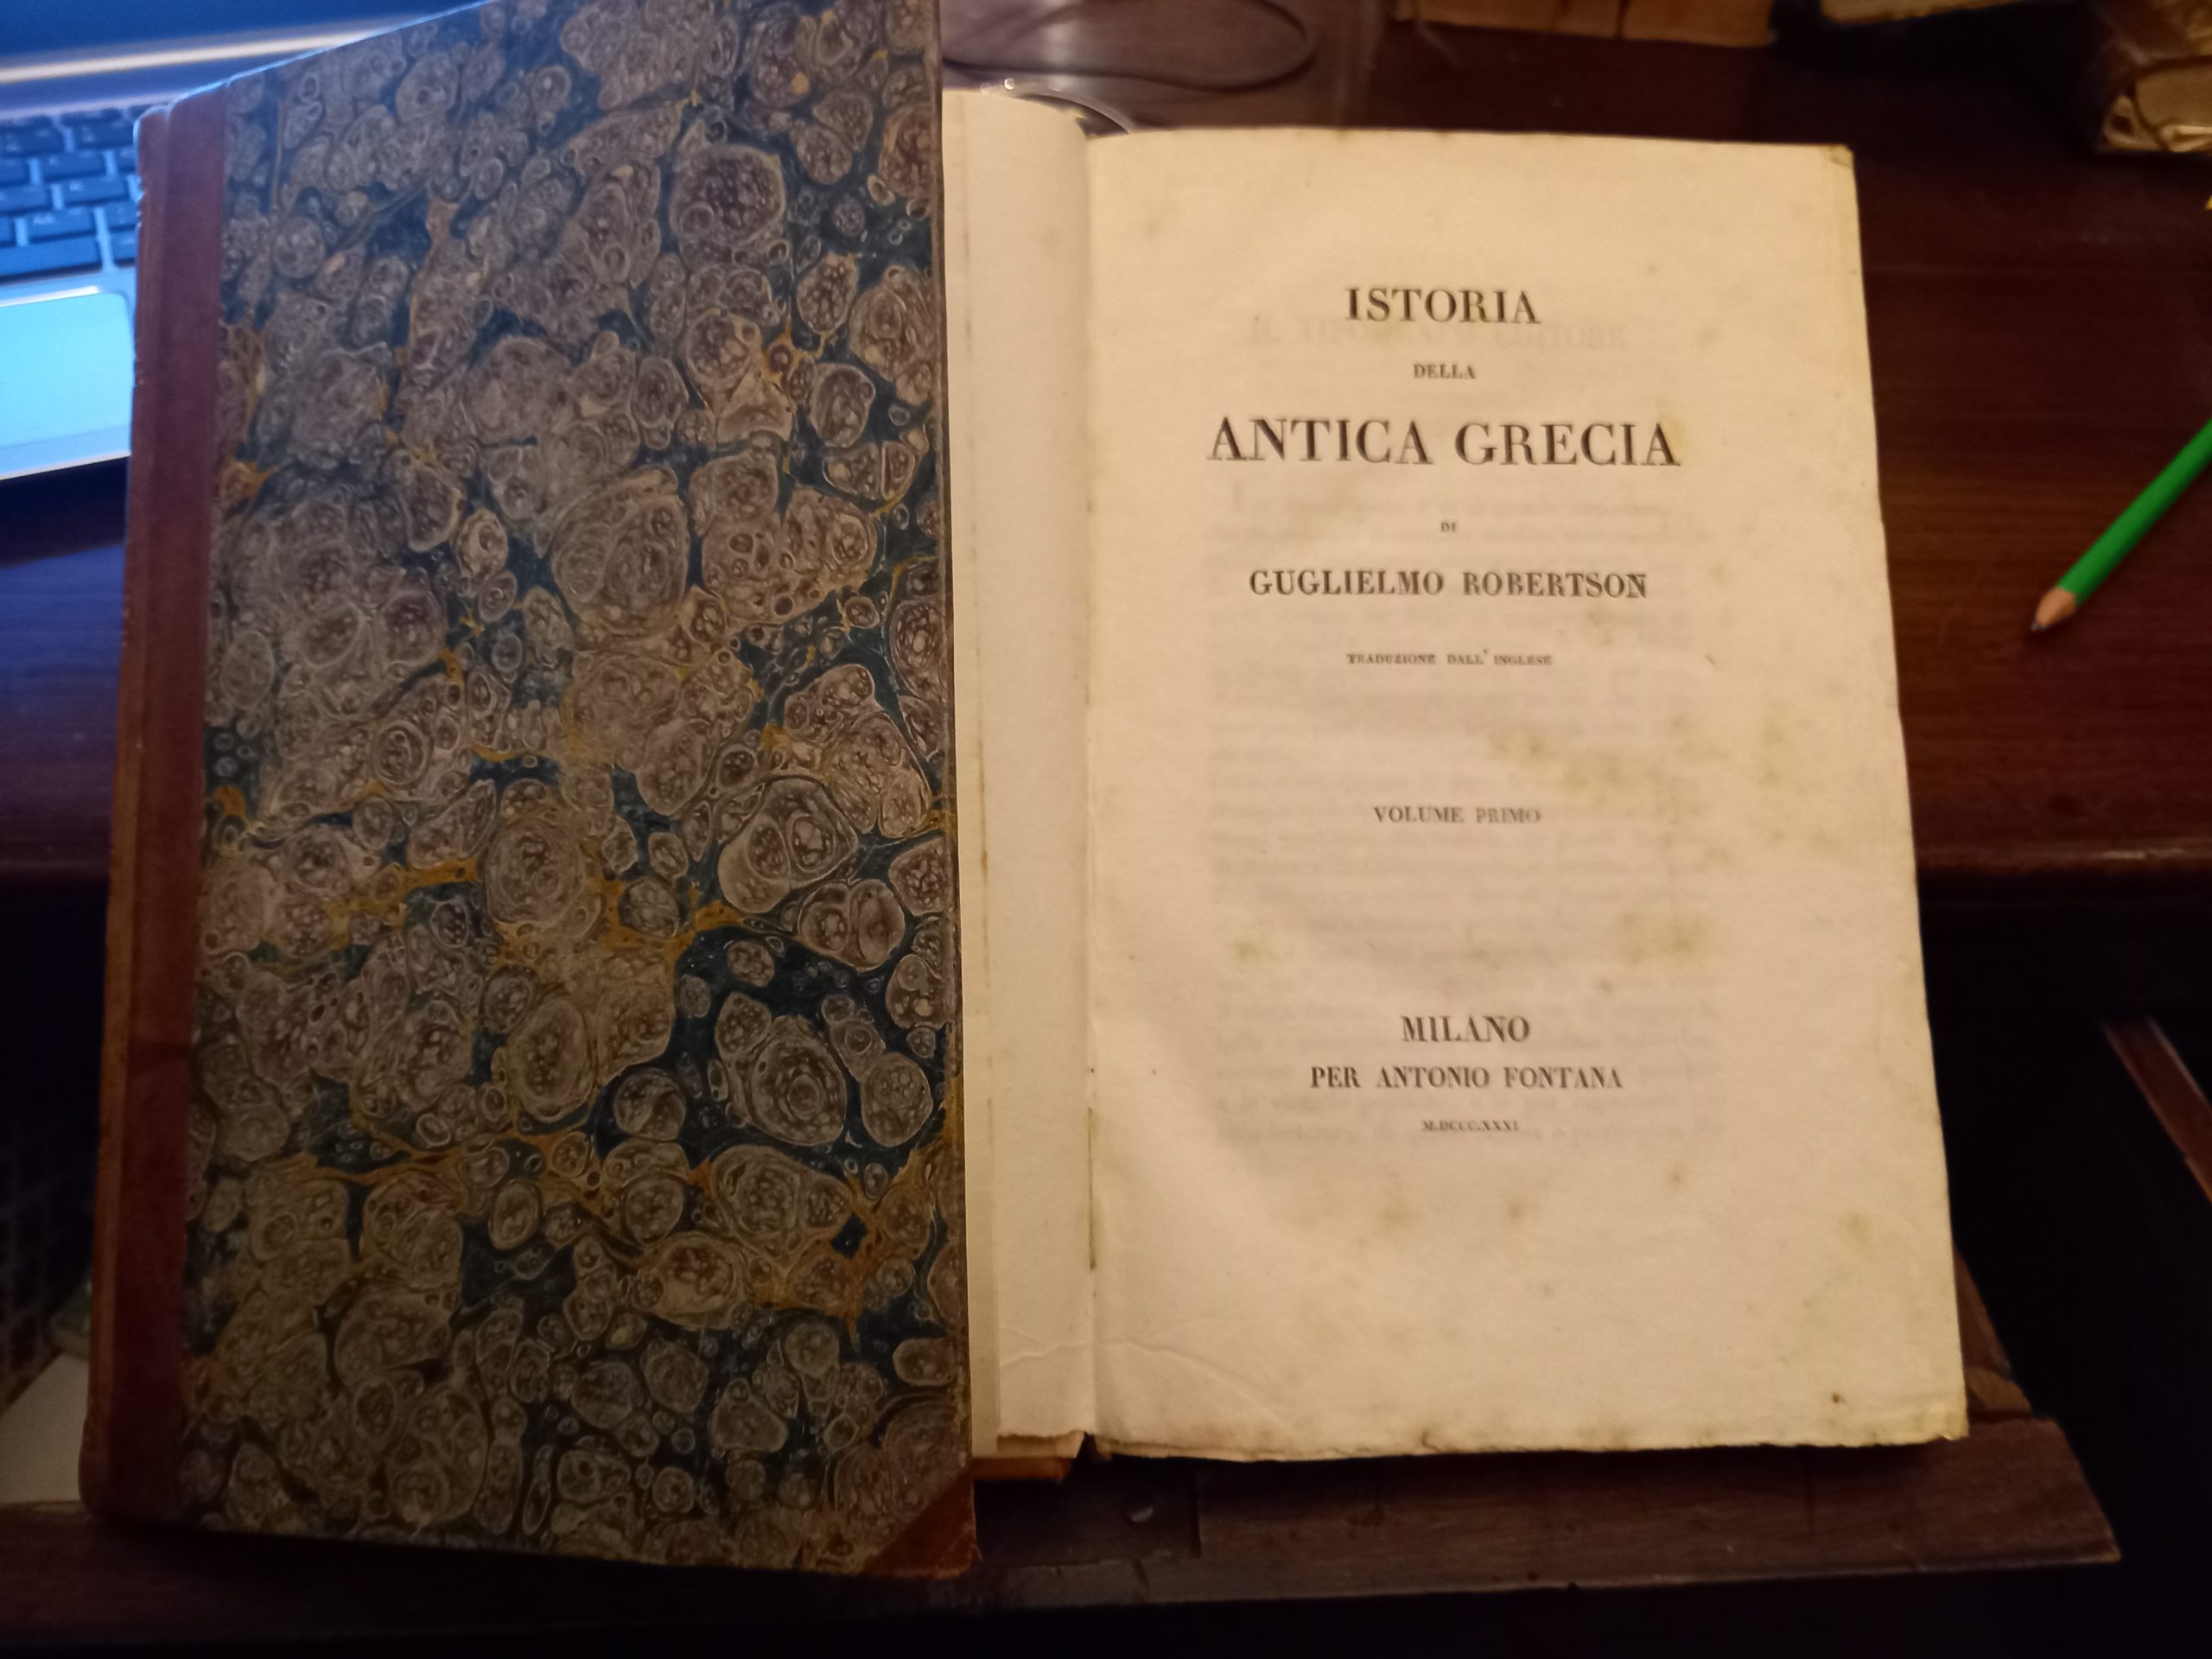 ISTORIA
DELLA
ANTICA GRECIA
DI
GUGLIELMO ROBERTSON
TRADUZIONE DALL' INGLESE
VOLUME PRIMO
MILANO
PER ANTONIO FONTANA
M.DCCC.XXXI